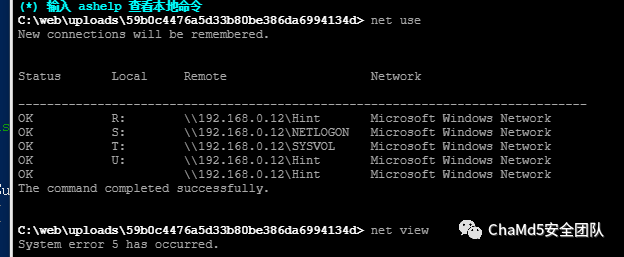 (*) 输入 ashelp 查看本地命令
C:\web\uploads\59b0c4476a5d33b80be386da6994134d> net use
New connections will be remembered.
Status Local Remote Network
-------------------------------------------------------------------------------
OK R: \\192.168.0.12\Hint Microsoft Windows Network
OK S: \\192.168.0.12\NETLOGON Microsoft Windows Network
OK T: \\192.168.0.12\SYSVOL Microsoft Windows Network
OK U: \\192.168.0.12\Hint Microsoft Windows Network
OK \\192.168.0.12\Hint Microsoft Windows Network
The command completed successfully.
C:\web\uploads\59b0c4476a5d33b80be386da6994134d> net view
System error 5 has occurred.
ChaMd5安全团队